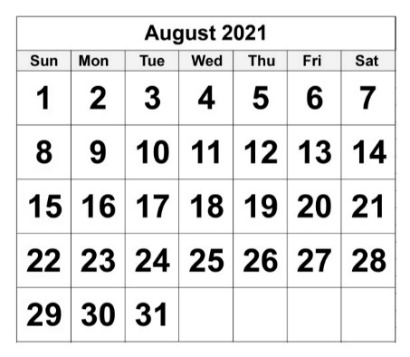 August 2021
Sun Mon Tue Wed Thu Fri Sat
1 2 3 4 5 6 7
8 9 10 11 12 13 14
15 16 17 18 19 20 21
22 23 24 25 26 27 28
29 30 31